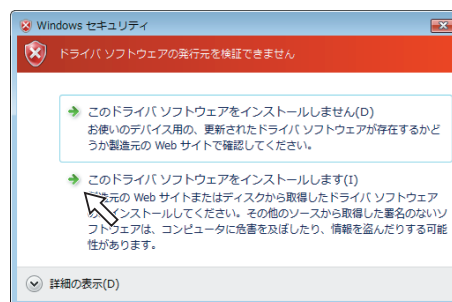 Windows セキュリティ
ドライバ ソフトウェアの発行元を検証できません
このドライバ ソフトウェアをインストールしません(D)
お使いのデバイス用の、更新されたドライバ ソフトウェアが存在するかど
うか製造元の Web サイトで確認してください。
このドライバ ソフトウェアをインストールします(I)
造元の Web サイトまたはディスクから取得したドライバ ソフトウェア
インストールしてください。その他のソースから取得した署名のないソ
フトウェアは、コンピュータに危害を及ぼしたり、情報を盗んだりする可能
性があります。
詳細の表示(D)